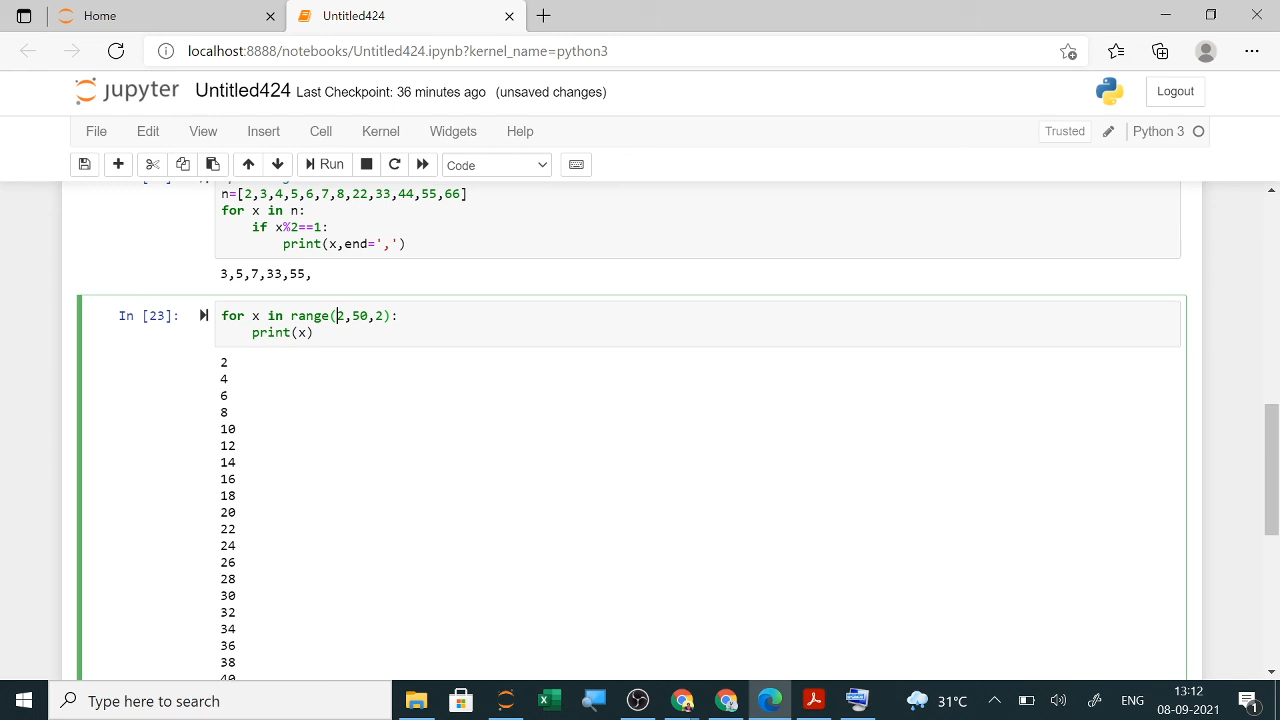 Home
Untitled424
localhost:8888/notebooks/Untitled424.ipynb?kernel_name=python3
jupyter Untitled424 Last Checkpoint: 36 minutes ago (unsaved changes)
Logout
File Edit View Insert Cell Kernel Widgets Help
Trusted Python 3
Run Code
n=[2,3,4,5,6,7,8,22,33,44,55,66]
for x in n:
    if x%2==1:
        print(x,end=',')
3,5,7,33,55,
In [23]: for x in range(2,50,2):
    print(x)
2
4
6
8
10
12
14
16
18
20
22
24
26
28
30
32
34
36
38
40
Type here to search
31°C
ENG
13:12
08-09-2021
1